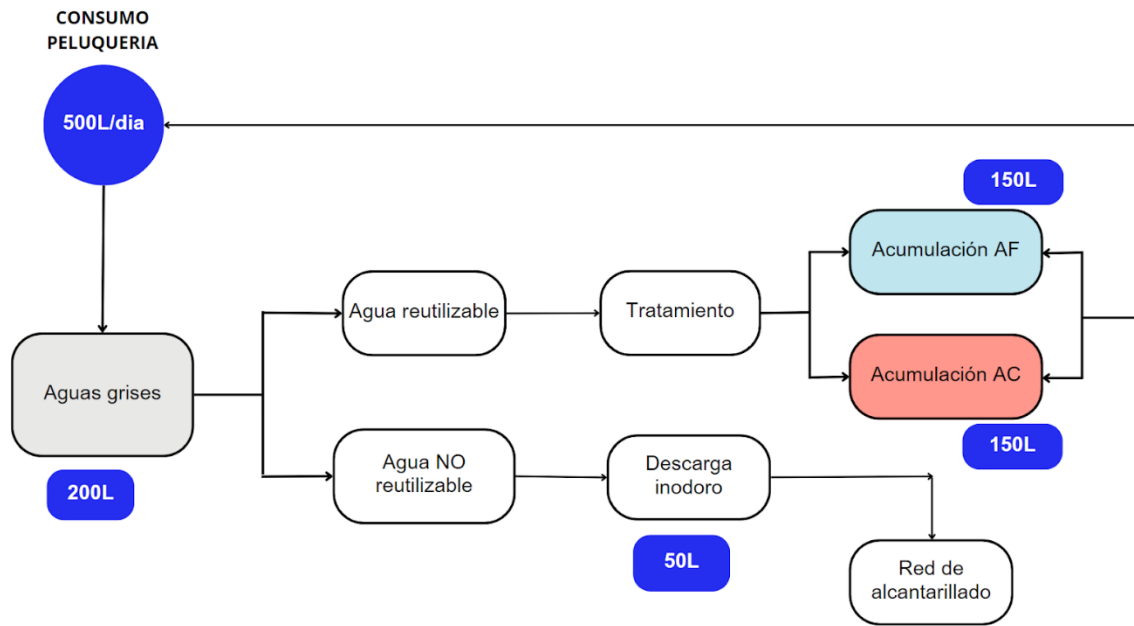 CONSUMO
PELUQUERIA
500L/dia
150L
Acumulación AF
Agua reutilizable
Tratamiento
Acumulación AC
Aguas grises
150L
Agua NO
reutilizable
Descarga
inodoro
200L
50L
Red de
alcantarillado